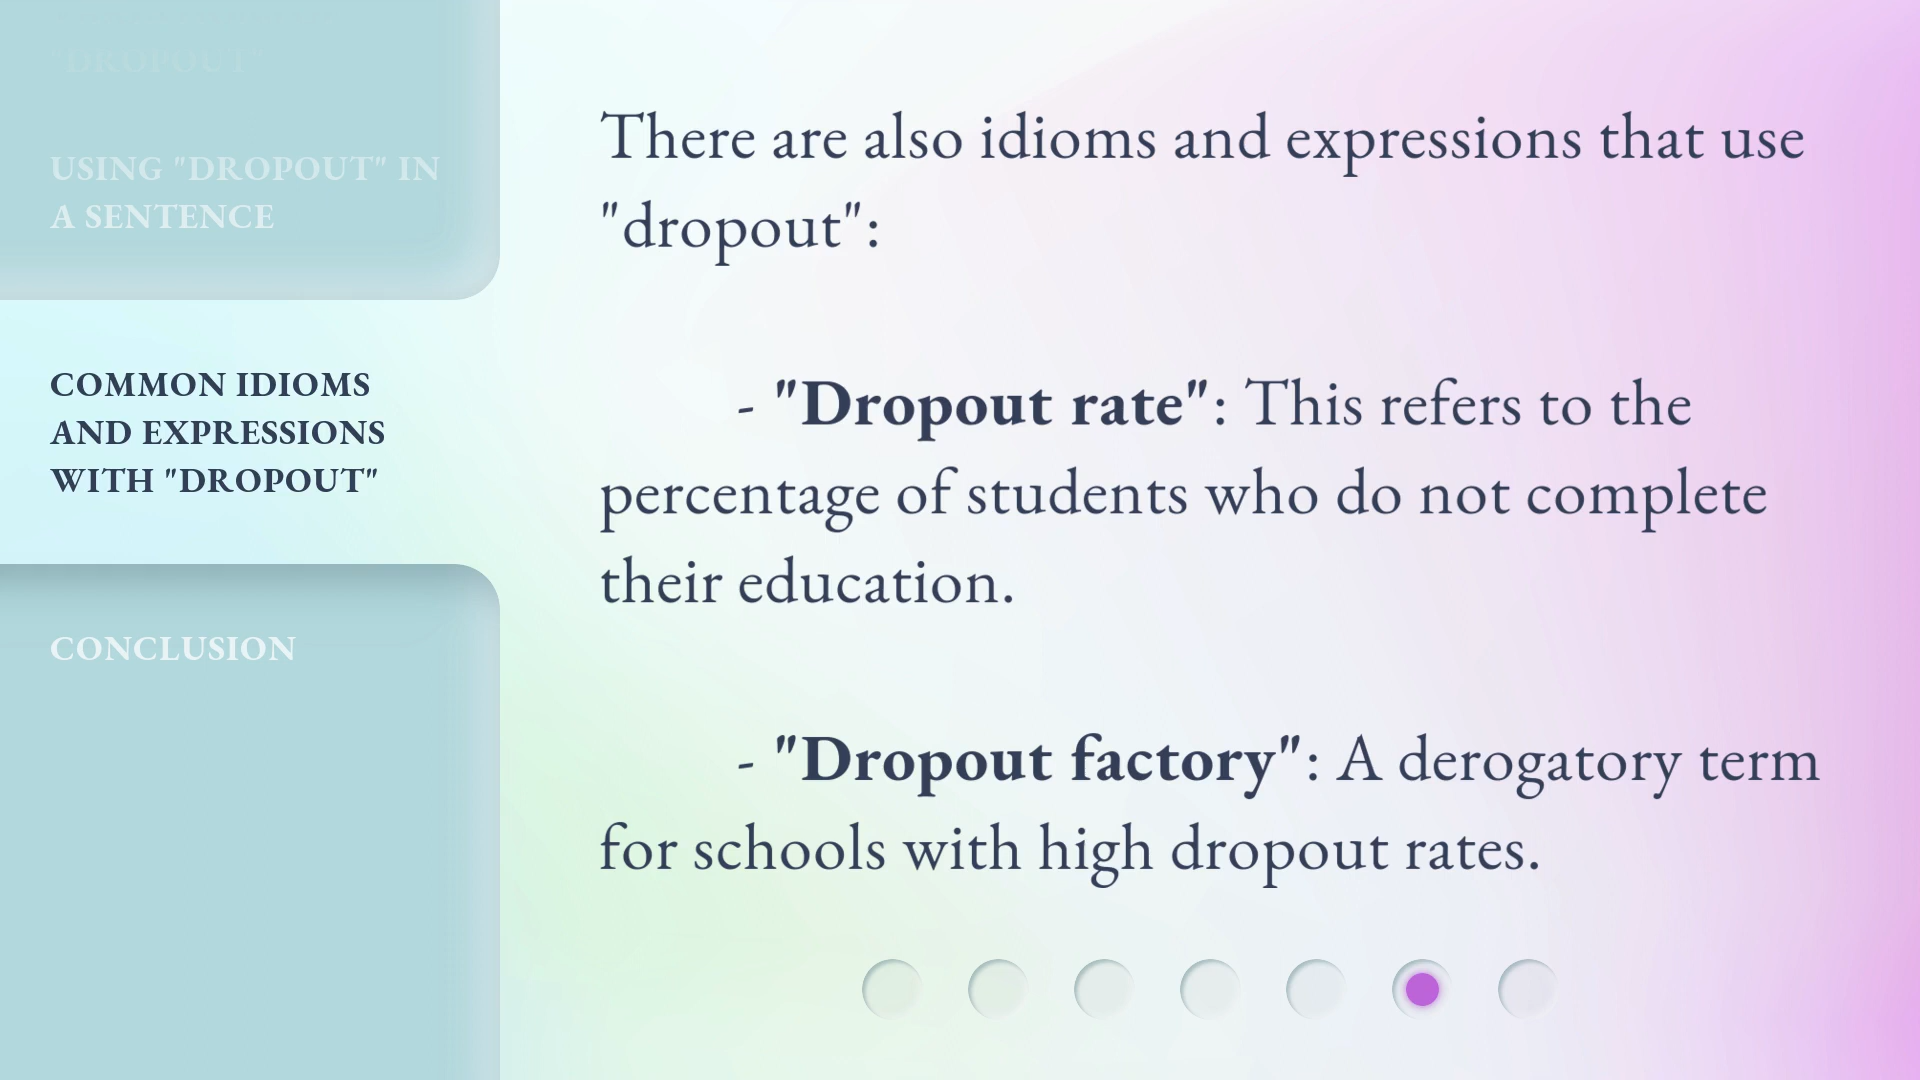 "DROPOUT"
USING "DROPOUT" IN
A SENTENCE
COMMON IDIOMS
AND EXPRESSIONS
WITH "DROPOUT"
CONCLUSION
There are also idioms and expressions that use
"dropout":
- "Dropout rate": This refers to the
percentage of students who do not complete
their education.
- "Dropout factory": A derogatory term
for schools with high dropout rates.